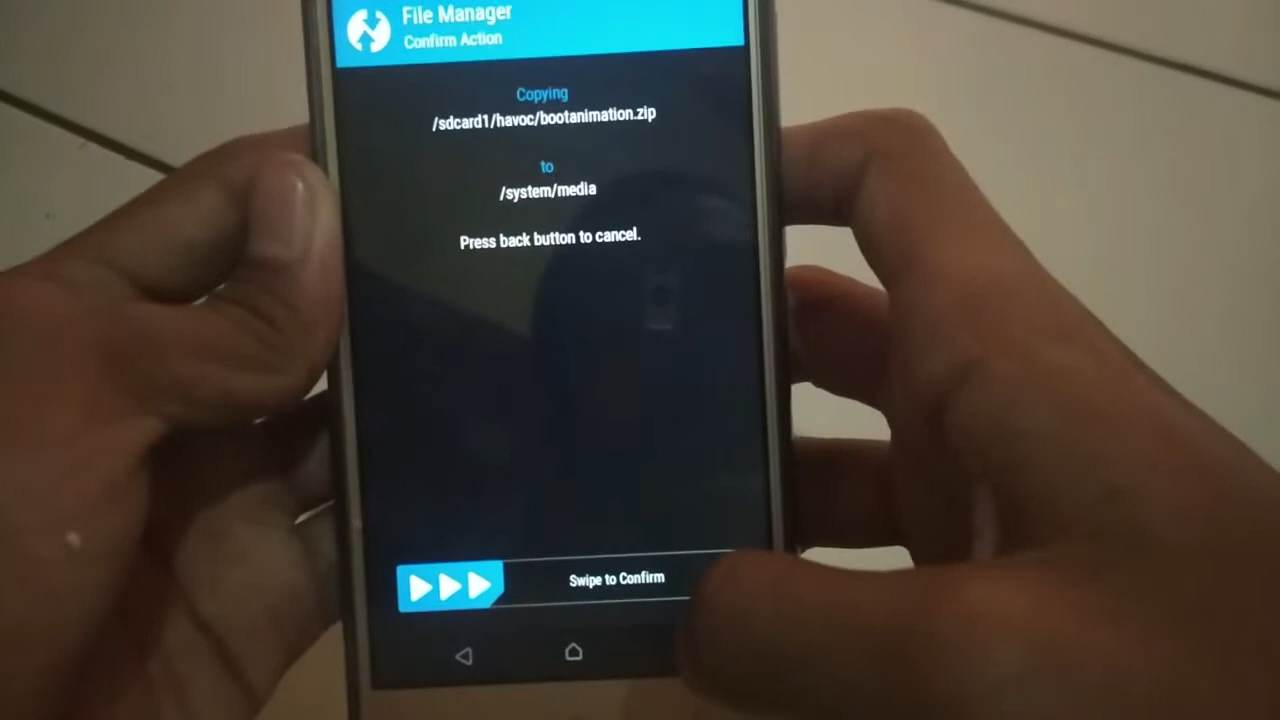 File Manager
Confirm Action
Copying
/sdcard1/havoc/bootanimation.zip
to
/system/media
Press back button to cancel.
Swipe to Confirm